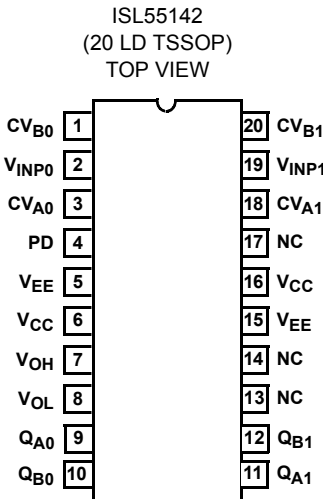 ISL55142
(20 LD TSSOP)
TOP VIEW
CVB0 1 20 CVB1
VINP0 2 19 VINP1
CVA0 3 18 CVA1
PD 4 17 NC
VEE 5 16 VCC
VCC 6 15 VEE
VOH 7 14 NC
VOL 8 13 NC
QA0 9 12 QB1
QB0 10 11 QA1